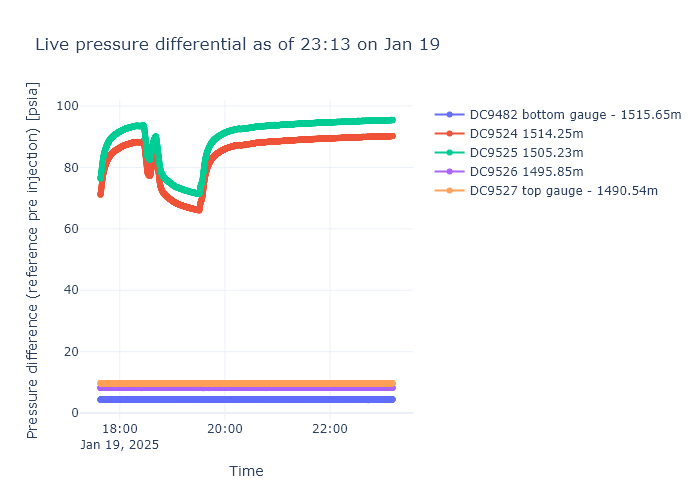 Live pressure differential as of 23:13 on Jan 19
Pressure difference (reference pre injection) [psia]
100
80
60
40
20
0
18:00
Jan 19, 2025
20:00
22:00
Time
DC9482 bottom gauge - 1515.65m
DC9524 1514.25m
DC9525 1505.23m
DC9526 1495.85m
DC9527 top gauge - 1490.54m